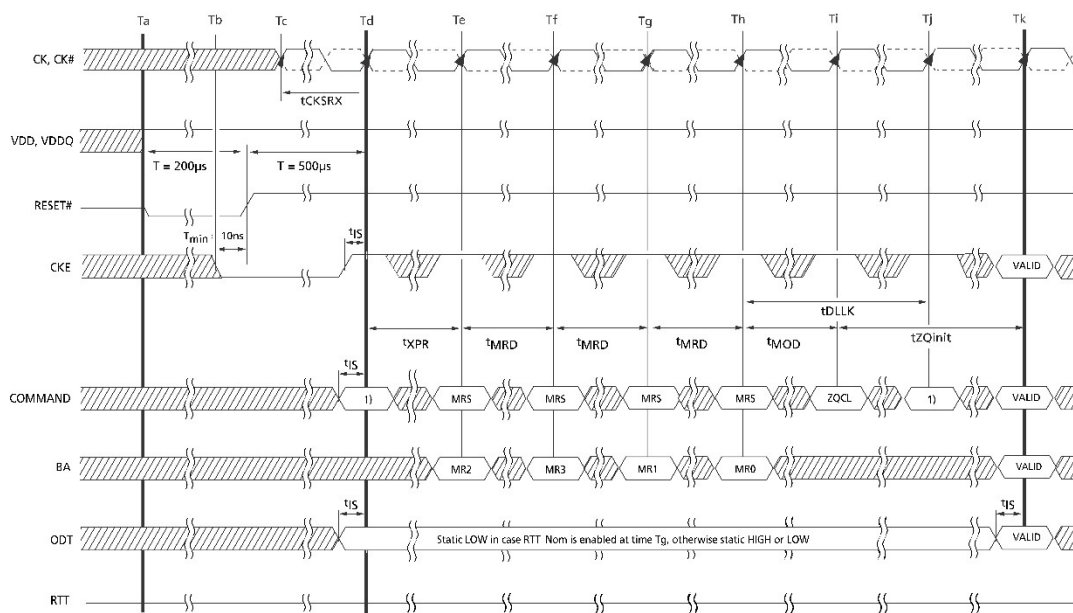 Ta Tb Tc Td Te Tf Tg Th Ti Tj Tk
CK, CK#
tCKSRX
VDD, VDDQ
T = 200µs T = 500µs
RESET#
Tmin = 10ns tIS
CKE VALID
tDLLK
tXPR tMRD tMRD tMRD tMOD tZQinit
tIS
COMMAND 1) MRS MRS MRS MRS ZQCL 1) VALID
BA MR2 MR3 MR1 MR0 VALID
tIS tIS
ODT Static LOW in case RTT Nom is enabled at time Tg, otherwise static HIGH or LOW VALID
RTT